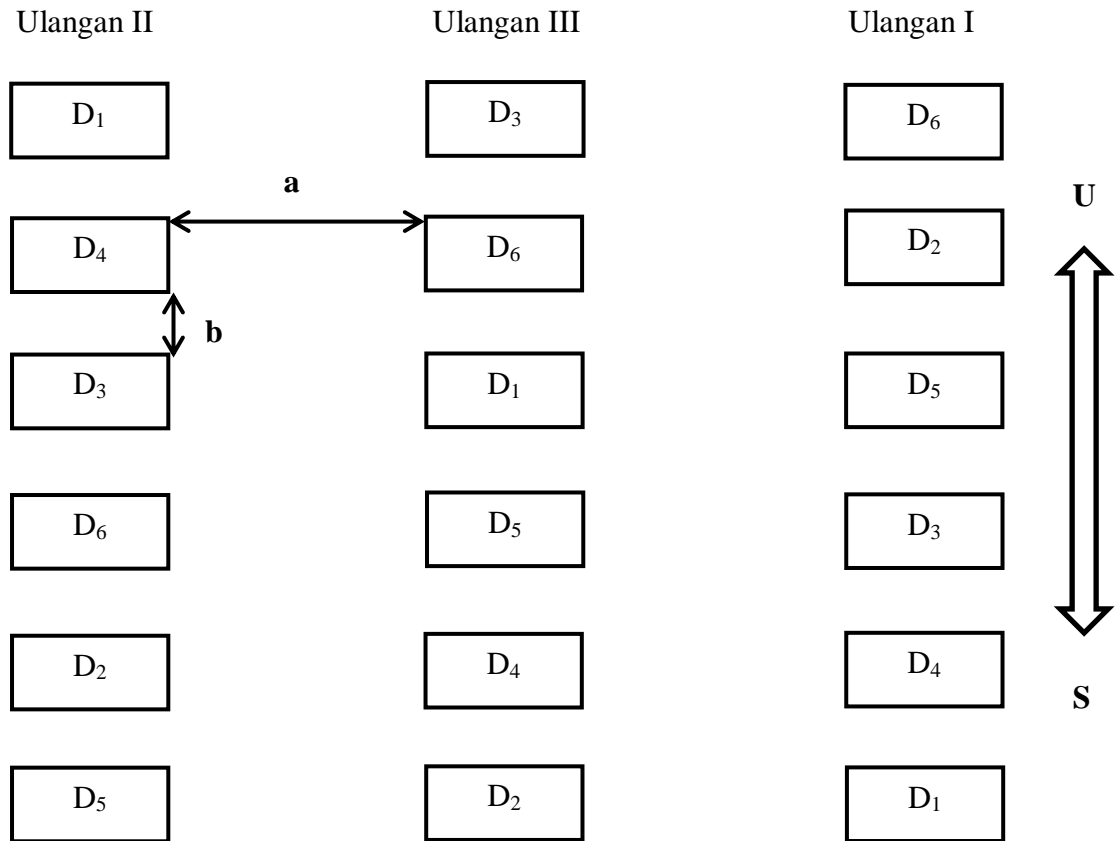 Ulangan II Ulangan III Ulangan I
D₁ D₃ D₆
a
U
D₄ D₆ D₂
b
D₃ D₁ D₅
D₆ D₅ D₃
D₂ D₄ D₄
S
D₅ D₂ D₁